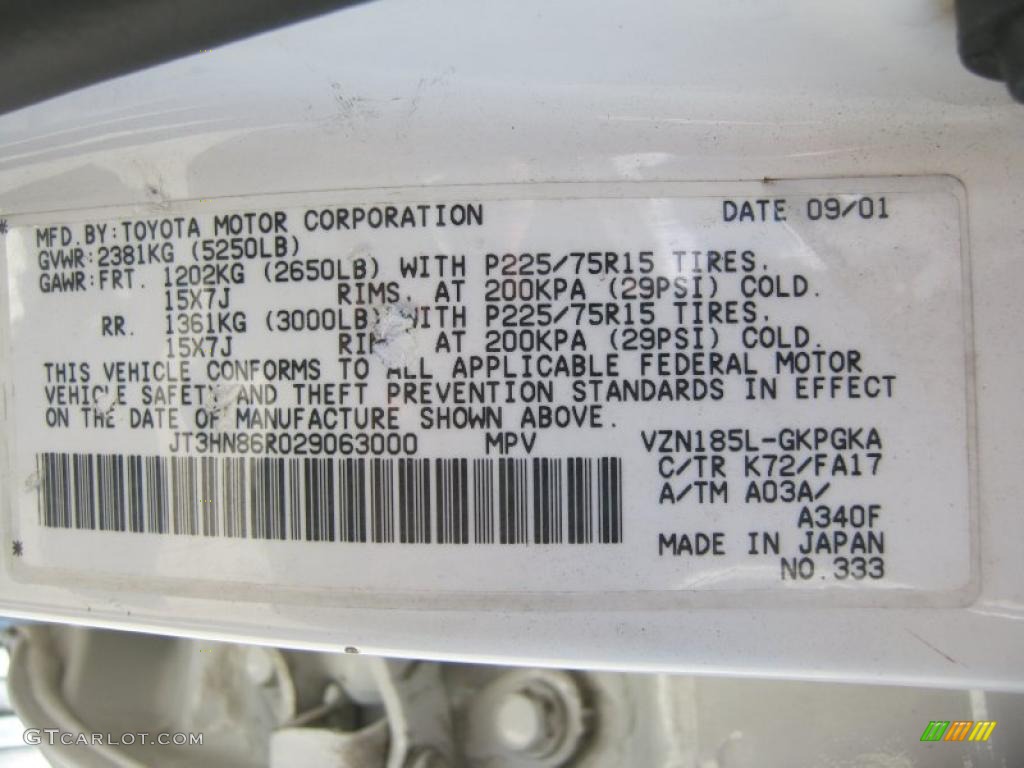 MFD.BY:TOYOTA MOTOR CORPORATION DATE 09/01
GVWR:2381KG (5250LB)
GAWR:FRT. 1202KG (2650LB) WITH P225/75R15 TIRES.
15X7J RIMS, AT 200KPA (29PSI) COLD.
RR. 1361KG (3000LB) WITH P225/75R15 TIRES.
15X7J RIM AT 200KPA (29PSI) COLD.
THIS VEHICLE CONFORMS TO ALL APPLICABLE FEDERAL MOTOR
VEHICLE SAFETY AND THEFT PREVENTION STANDARDS IN EFFECT
ON THE DATE OF MANUFACTURE SHOWN ABOVE.
JT3HN86R029063000 MPV VZN185L-GKPGKA
C/TR K72/FA17
A/TM A03A/
A340F
MADE IN JAPAN
NO.333
GTCARLOT.COM